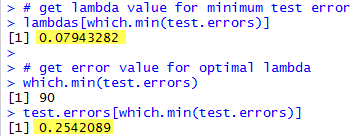 > # get lambda value for minimum test error
> lambdas[which.min(test.errors)]
[1] 0.07943282
>
> # get error value for optimal lambda
> which.min(test.errors)
[1] 90
> test.errors[which.min(test.errors)]
[1] 0.2542089